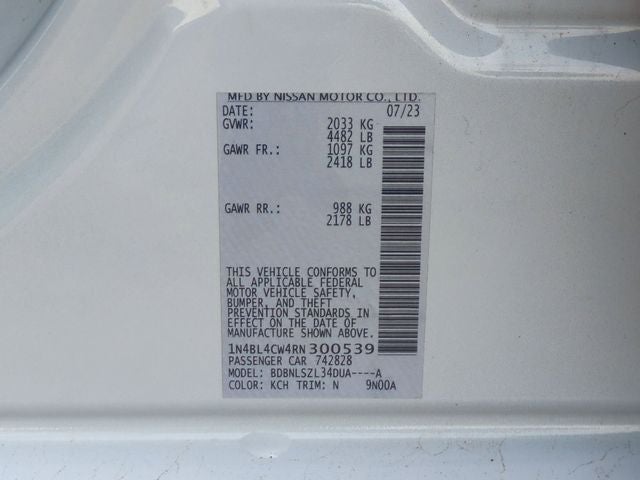 MFD BY NISSAN MOTOR CO., LTD.
DATE: 07/23
GVWR: 2033 KG
4482 LB
GAWR FR.: 1097 KG
2418 LB
GAWR RR.: 988 KG
2178 LB
THIS VEHICLE CONFORMS TO
ALL APPLICABLE FEDERAL
MOTOR VEHICLE SAFETY,
BUMPER, AND THEFT
PREVENTION STANDARDS IN
EFFECT ON THE DATE OF
MANUFACTURE SHOWN ABOVE.
1N4BL4CW4RN300539
PASSENGER CAR 742828
MODEL: BDBNLSZL34DUA----A
COLOR: KCH TRIM: N 9N00A